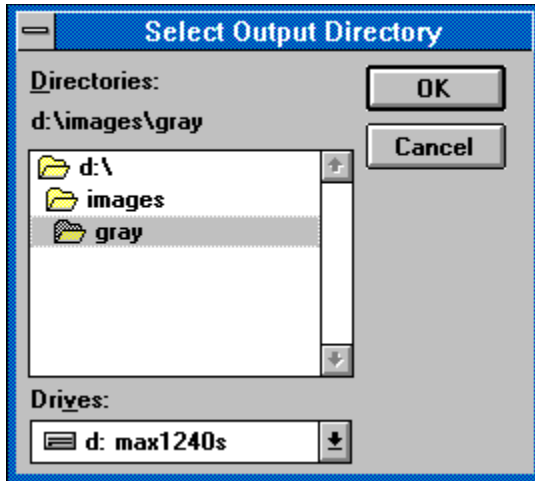 Select Output Directory
Directories:
OK
d:\images\gray
Cancel
d:\
images
gray
Drives:
d: max1240s